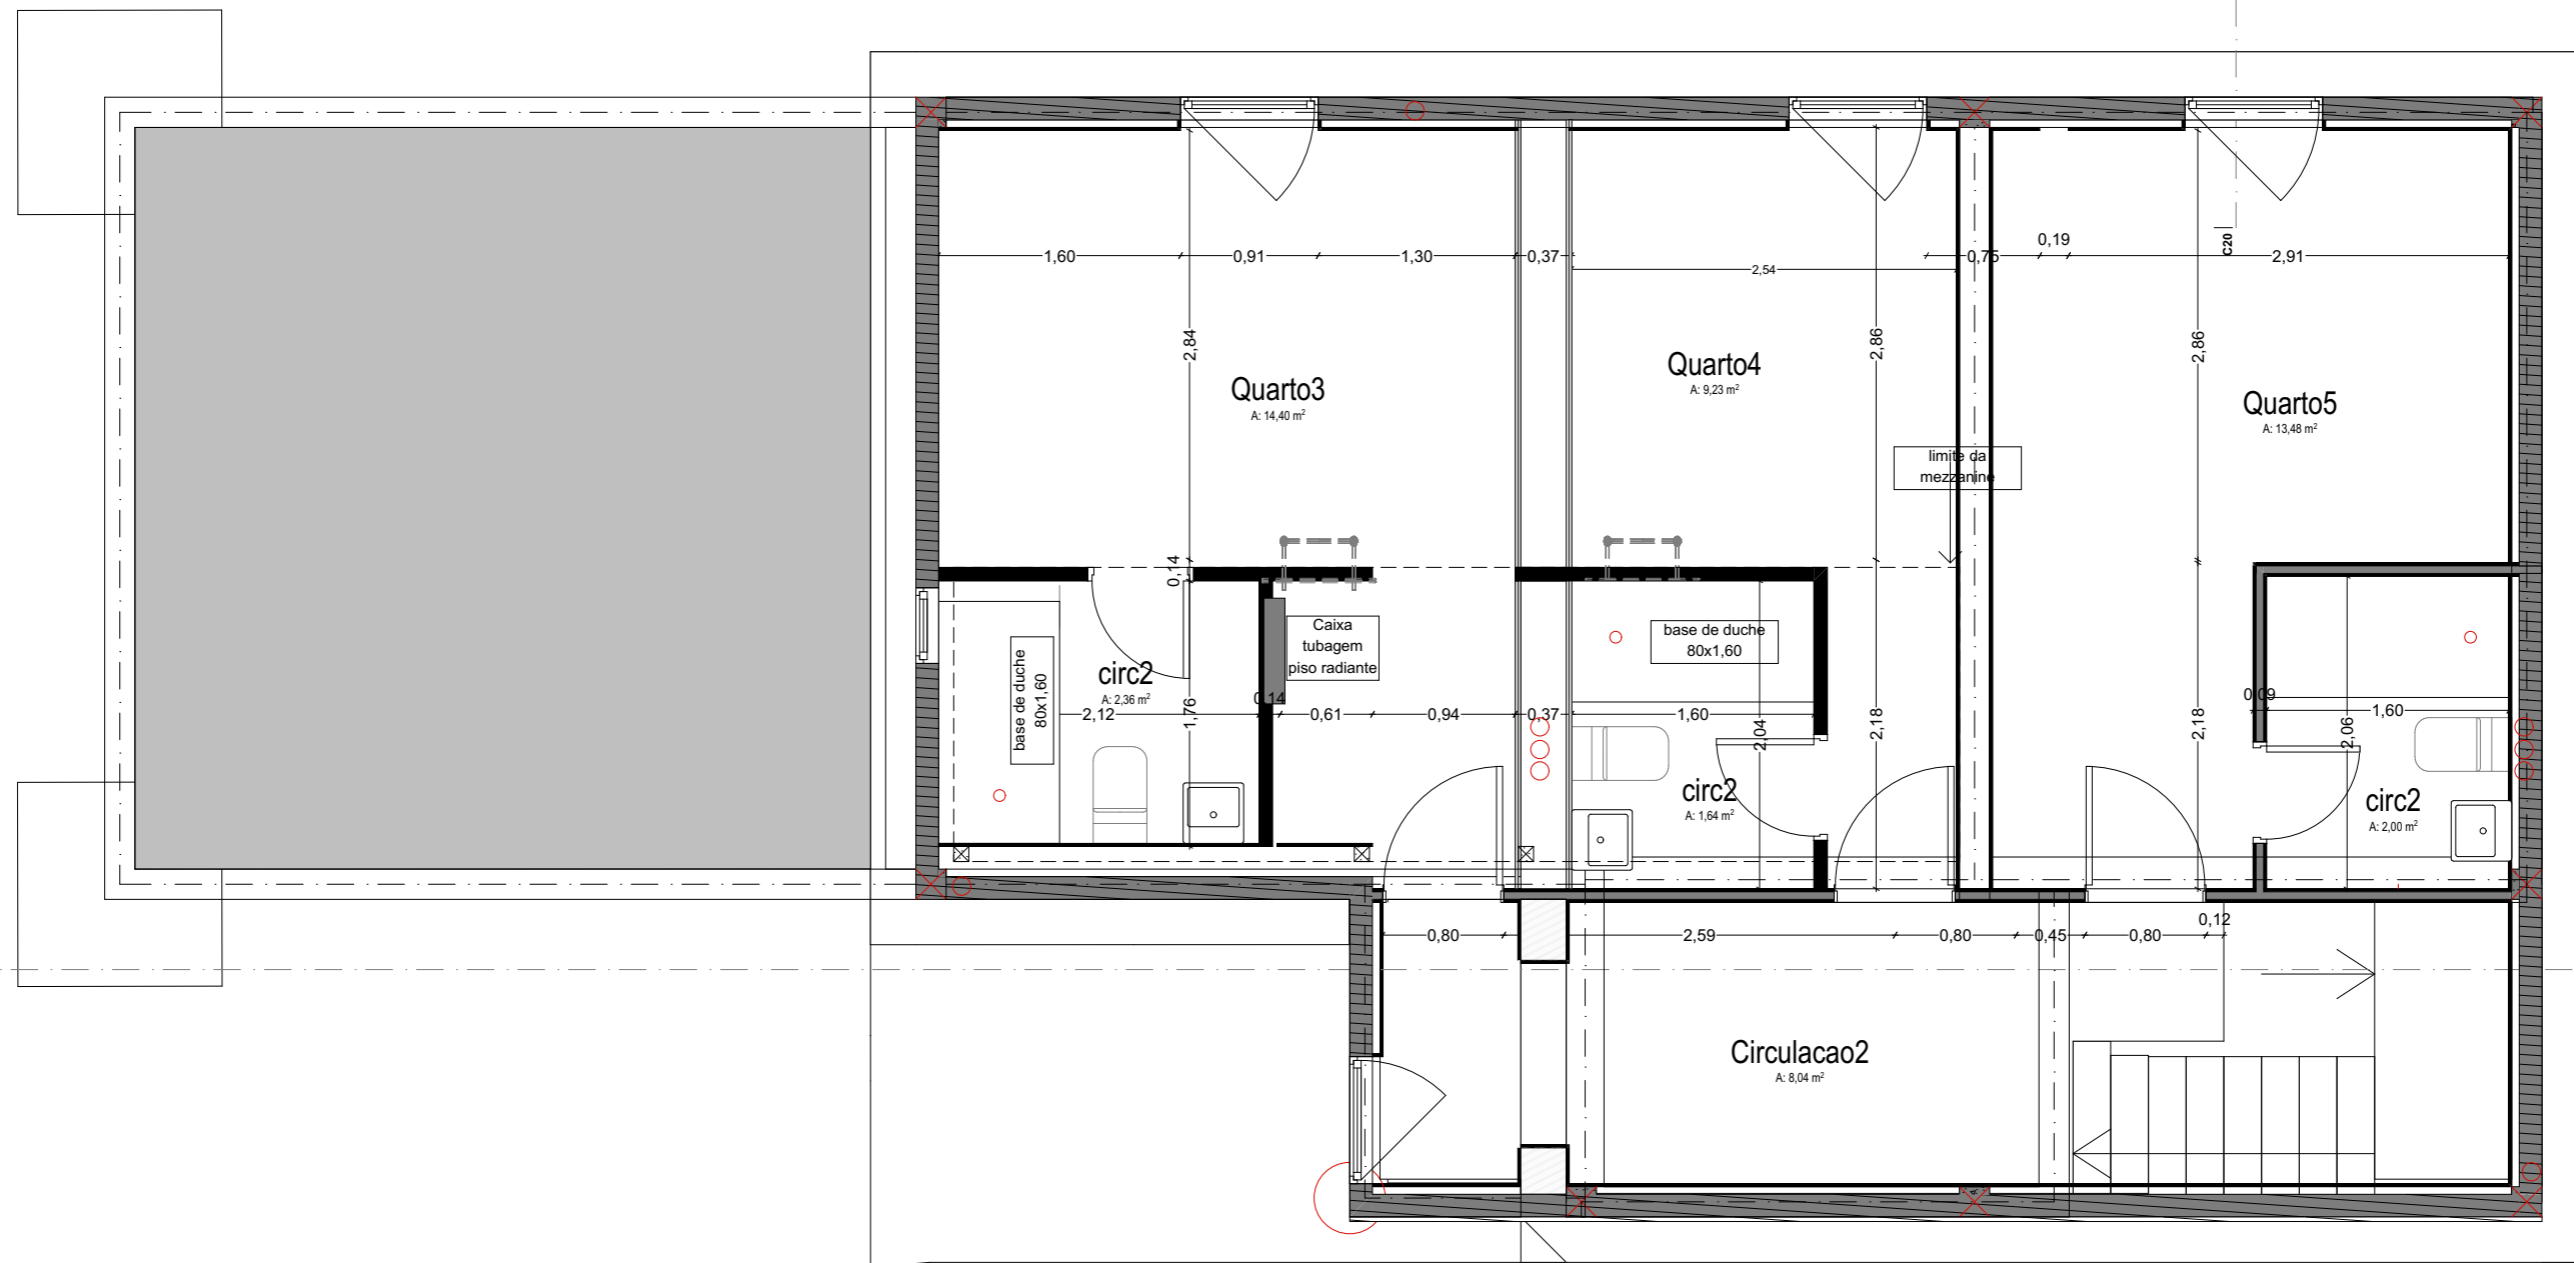 0,19
C20
1,60
0,91
1,30
0,37
2,54
0,75
2,91
2,84
2,86
2,86
Quarto3
A: 14,40 m²
Quarto4
A: 9,23 m²
Quarto5
A: 13,48 m²
limite da
mezzanine
0,14
base de duche
80x1,60
circ2
A: 2,36 m²
Caixa
tubagem
piso radiante
base de duche
80x1,60
0,14
0,09
2,12
1,76
0,61
0,94
0,37
1,60
2,04
2,18
2,18
1,60
2,06
circ2
A: 1,64 m²
circ2
A: 2,00 m²
0,12
0,80
2,59
0,80
0,45
0,80
Circulacao2
A: 8,04 m²